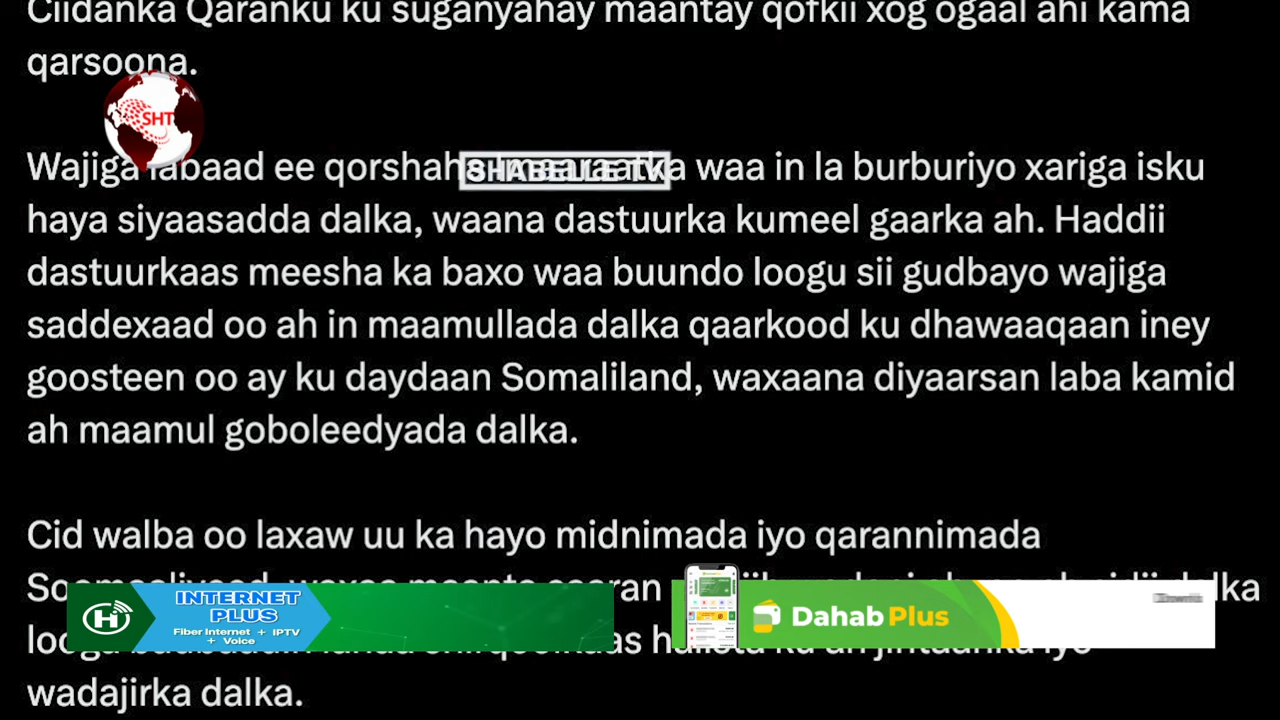 Ciidanka Qaranku ku suganyahay maantay qofkii xog ogaal ahi kama
qarsoona.
SHT
Wajiga labaad ee qorshaha Imaaraatka waa in la burburiyo xariga isku
SHABELLE TV
haya siyaasadda dalka, waana dastuurka kumeel gaarka ah. Haddii
dastuurkaas meesha ka baxo waa buundo loogu sii gudbayo wajiga
saddexaad oo ah in maamullada dalka qaarkood ku dhawaaqaan iney
goosteen oo ay ku daydaan Somaliland, waxaana diyaarsan laba kamid
ah maamul goboleedyada dalka.
Cid walba oo laxaw uu ka hayo midnimada iyo qarannimada
INTERNET
PLUS
Fiber Internet + IPTV
+ Voice
Dahab Plus
wadajirka dalka.